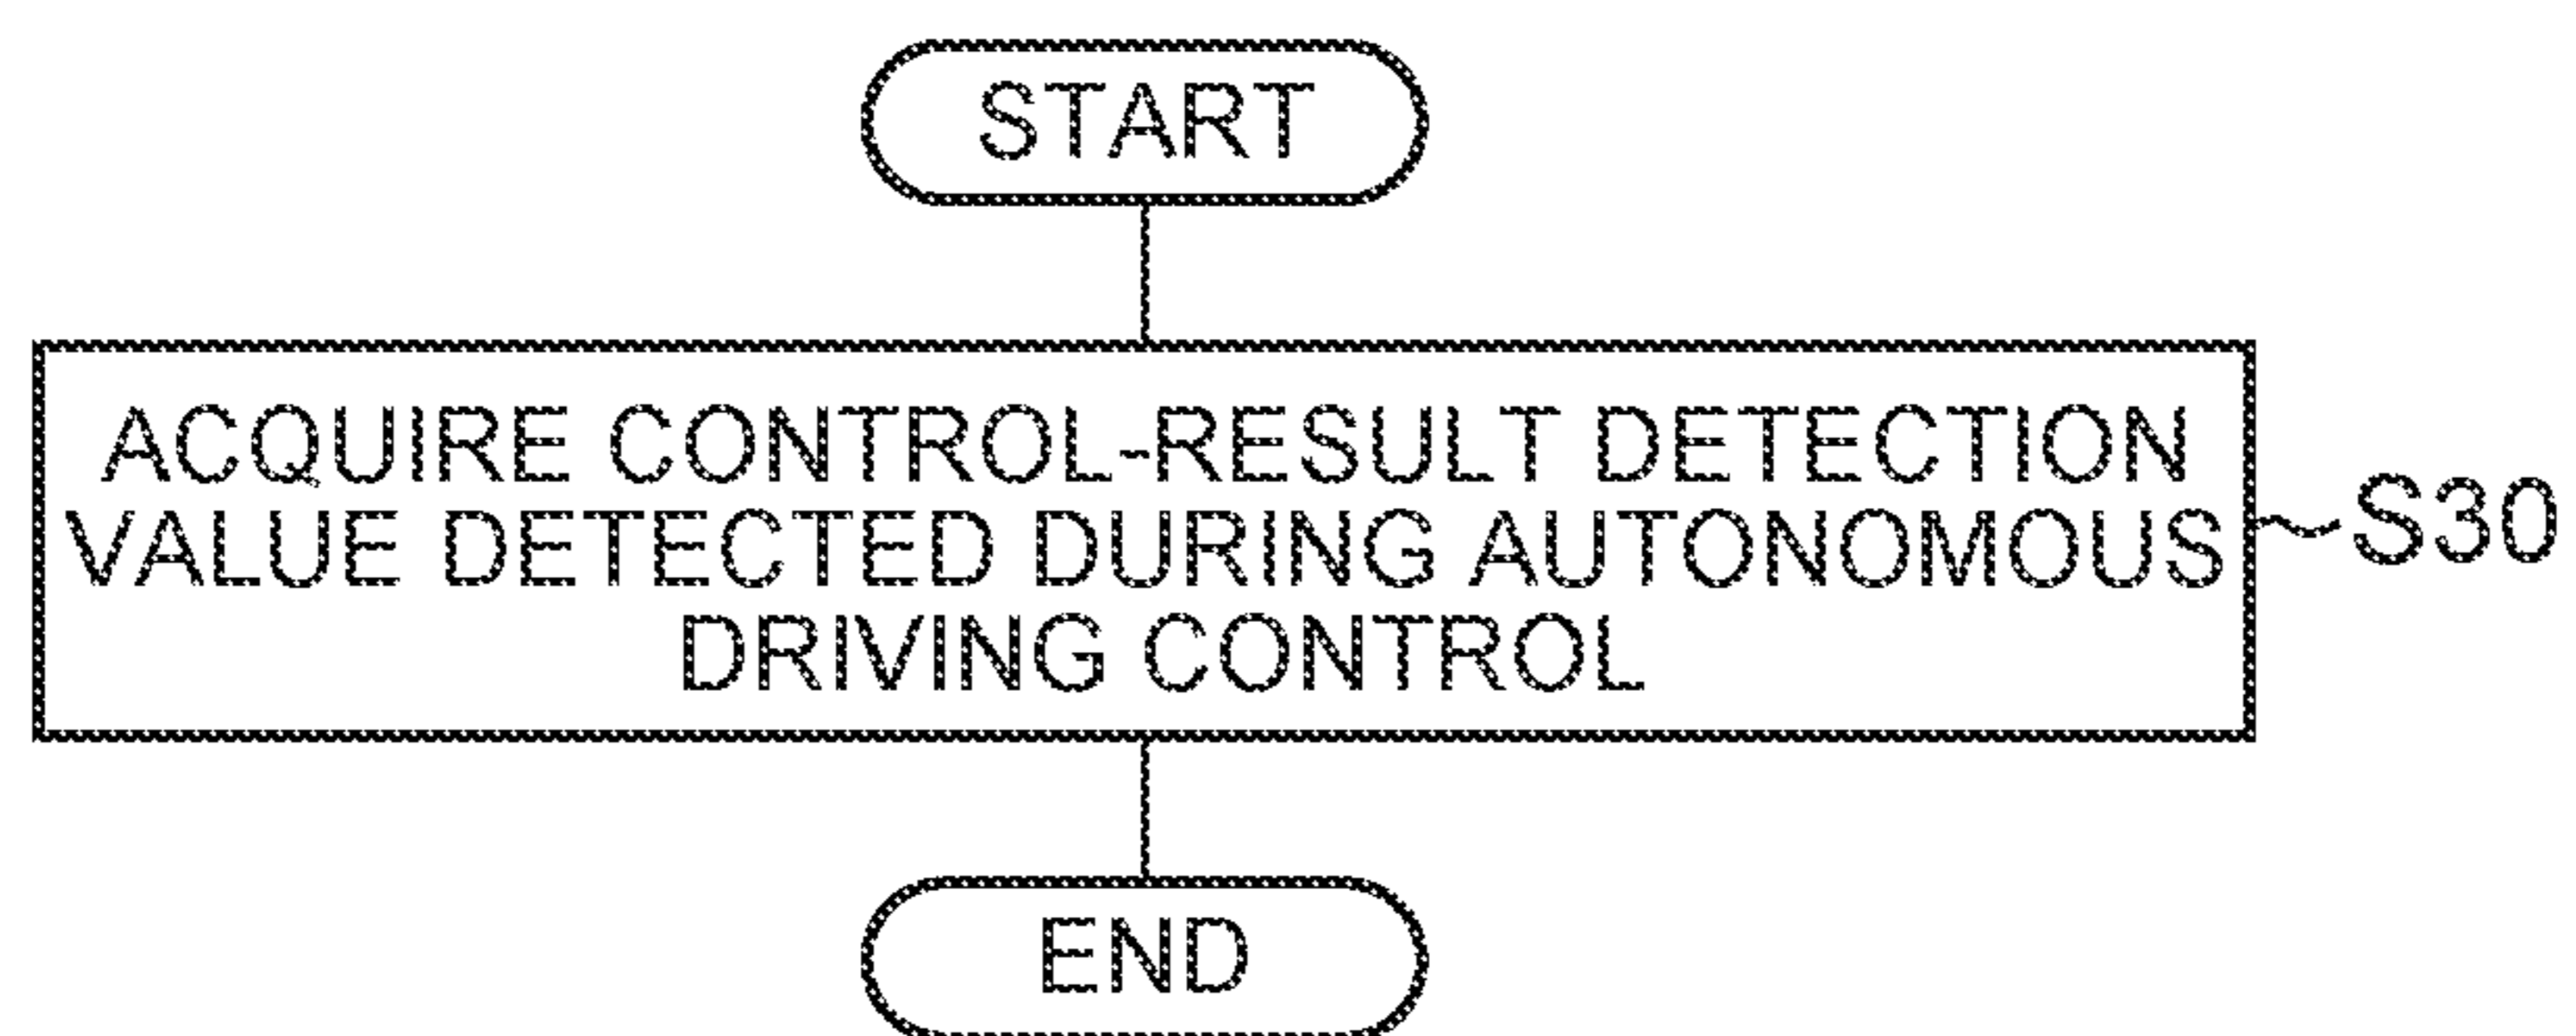 START
ACQUIRE CONTROL-RESULT DETECTION
VALUE DETECTED DURING AUTONOMOUS
DRIVING CONTROL
S30
END